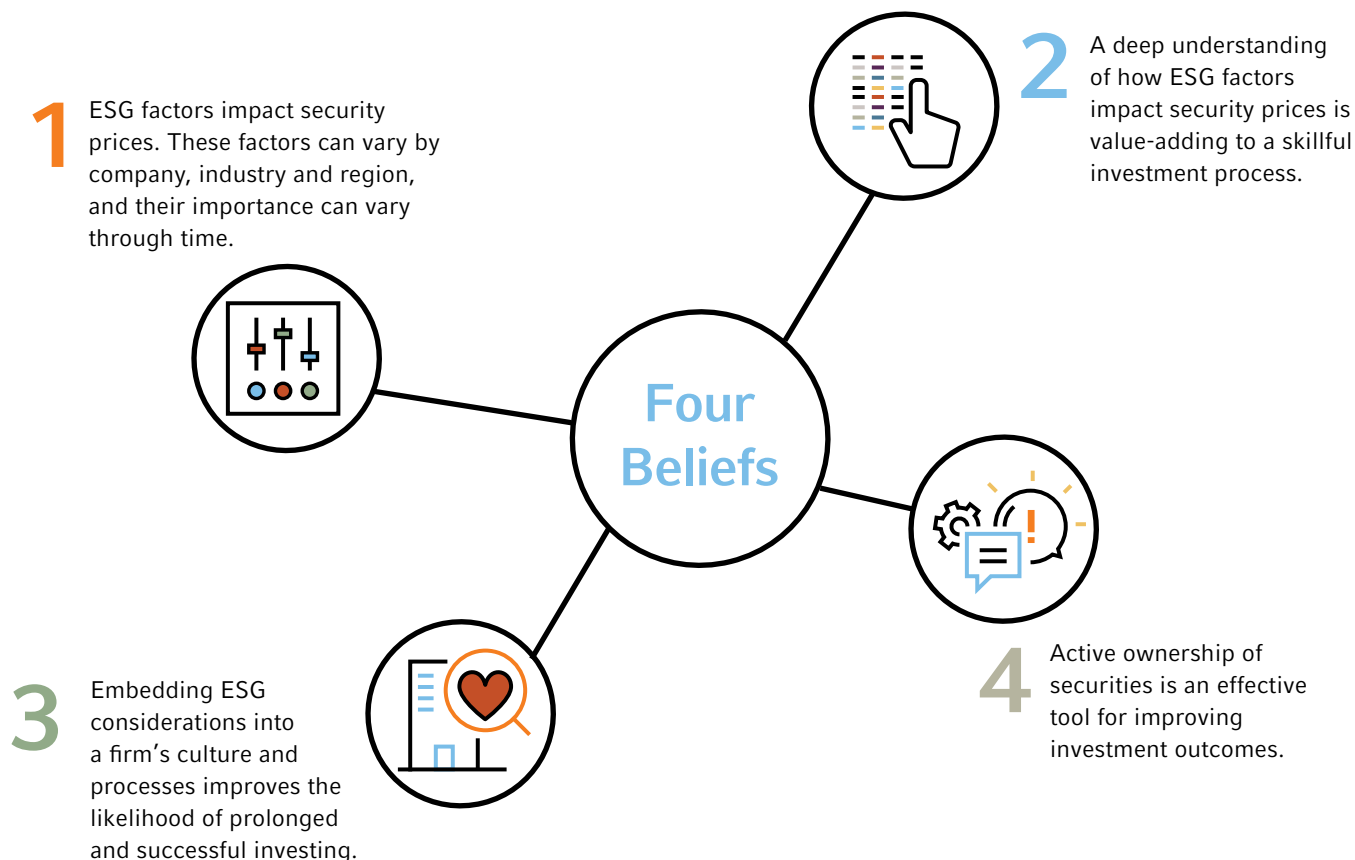 1
ESG factors impact security
prices. These factors can vary by
company, industry and region,
and their importance can vary
through time.
2
A deep understanding
of how ESG factors
impact security prices is
value-adding to a skillful
investment process.
Four
Beliefs
!
3
Embedding ESG
considerations into
a firm’s culture and
processes improves the
likelihood of prolonged
and successful investing.
4
Active ownership of
securities is an effective
tool for improving
investment outcomes.